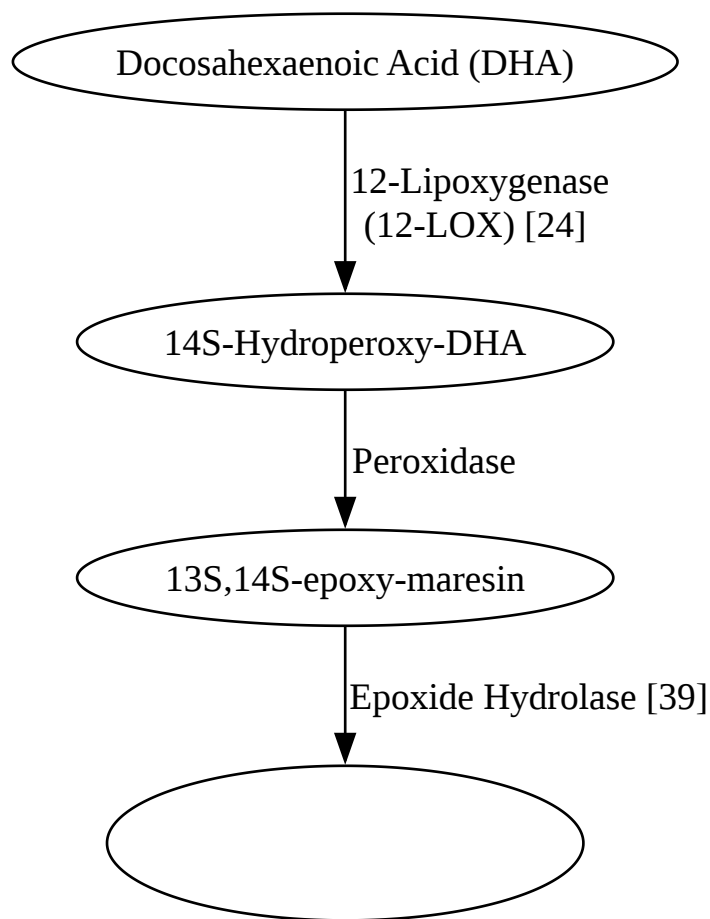 Docosahexaenoic Acid (DHA)
12-Lipoxygenase
(12-LOX) [24]
14S-Hydroperoxy-DHA
Peroxidase
13S,14S-epoxy-maresin
Epoxide Hydrolase [39]